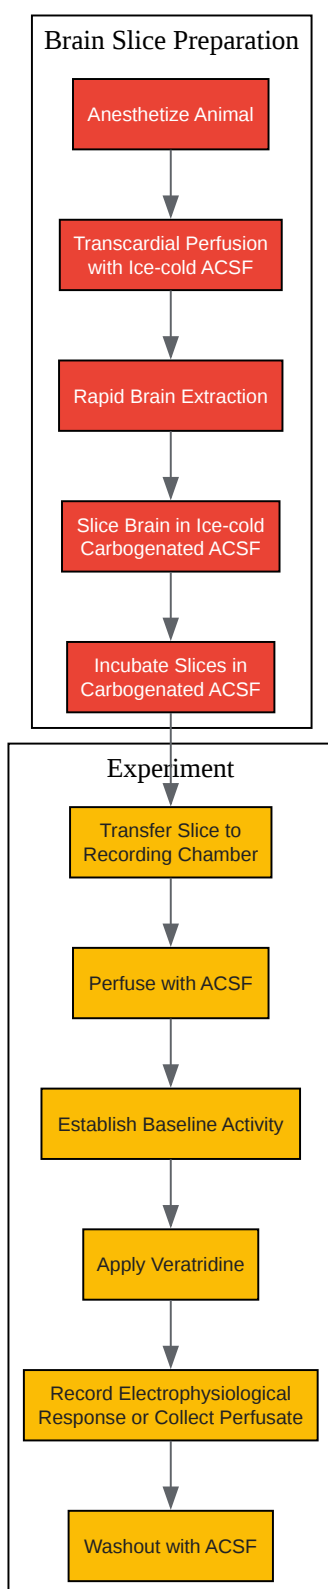 Brain Slice Preparation
Anesthetize Animal
Transcardial Perfusion
with Ice-cold ACSF
Rapid Brain Extraction
Slice Brain in Ice-cold
Carbogenated ACSF
Incubate Slices in
Carbogenated ACSF
Experiment
Transfer Slice to
Recording Chamber
Perfuse with ACSF
Establish Baseline Activity
Apply Veratridine
Record Electrophysiological
Response or Collect Perfusate
Washout with ACSF